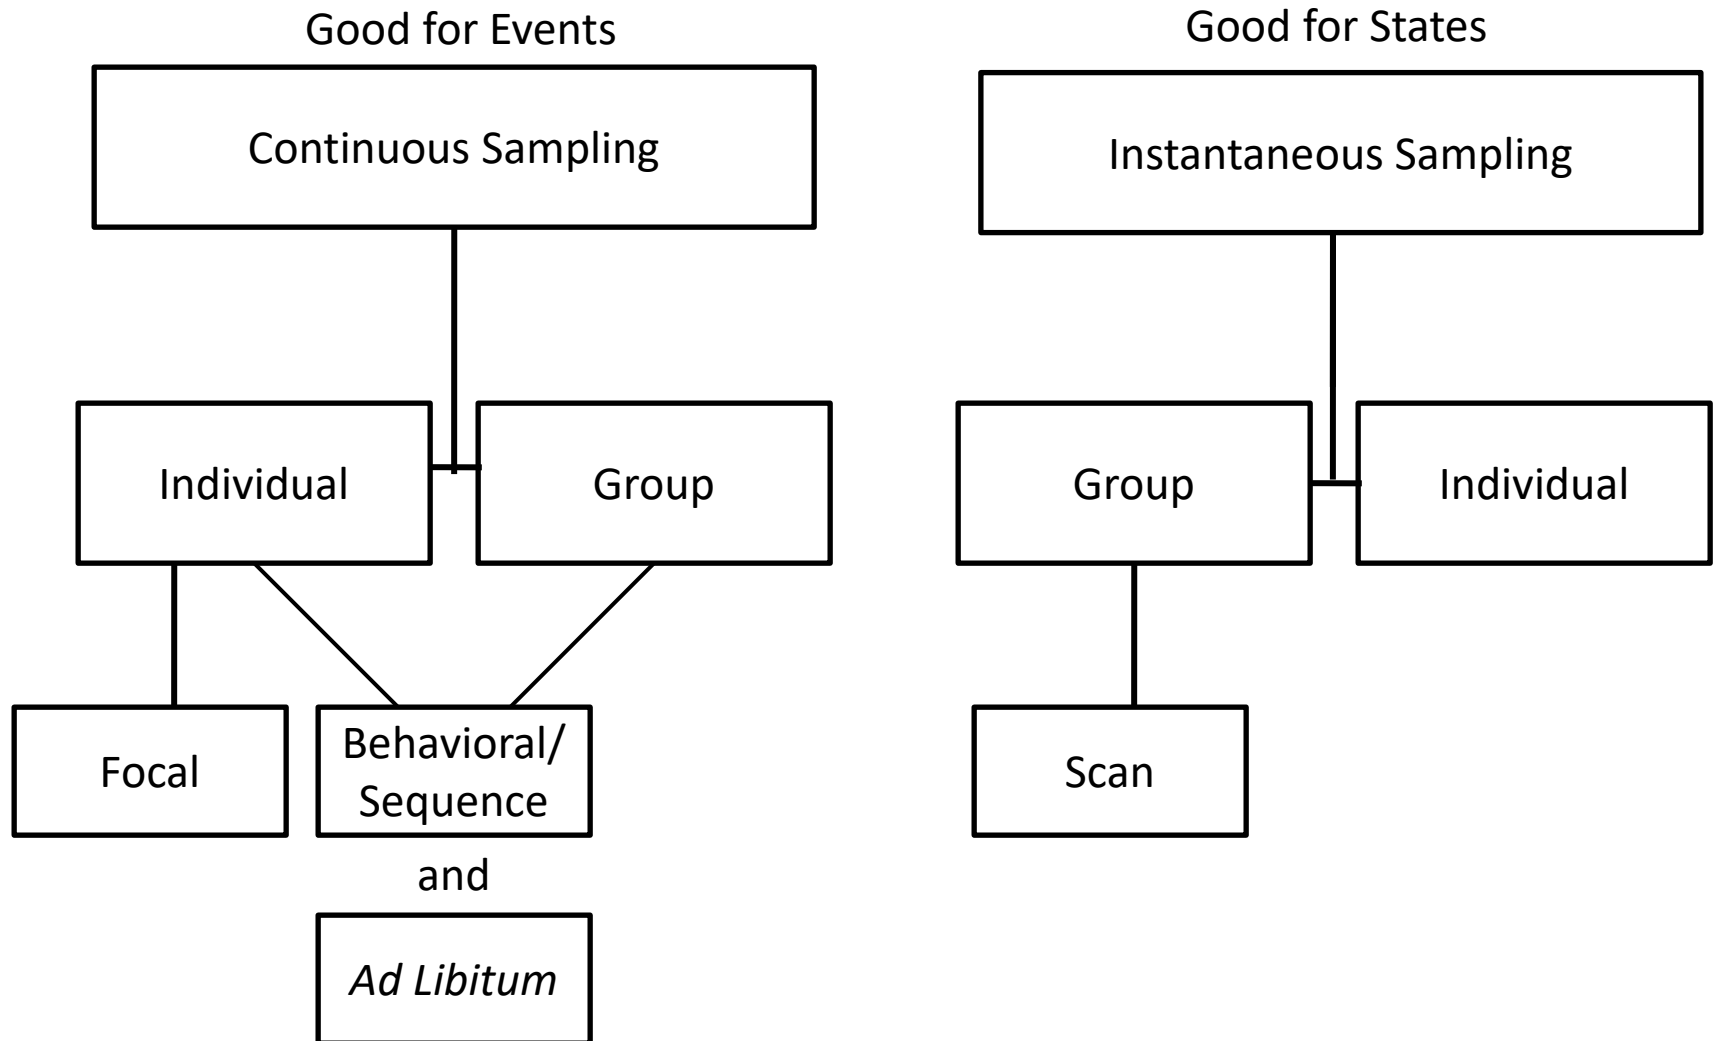 Good for Events
Good for States
Continuous Sampling
Instantaneous Sampling
Individual
Group
Group
Individual
Focal
Behavioral/
Sequence
Scan
and
Ad Libitum